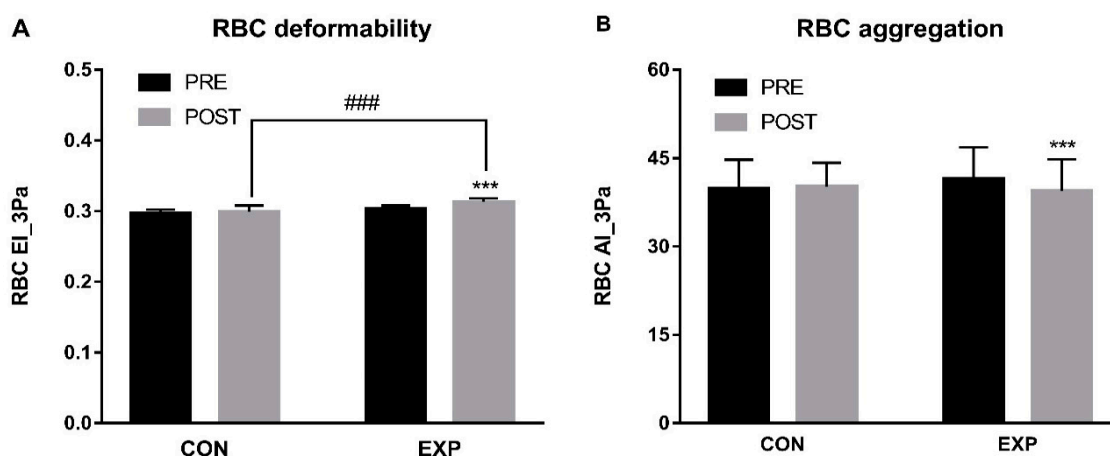 A
RBC deformability
RBC EI_3Pa
0.5
0.4
0.3
0.2
0.1
0.0
PRE
POST
###
***
CON
EXP
B
RBC aggregation
RBC AI_3Pa
60
45
30
15
0
PRE
POST
***
CON
EXP